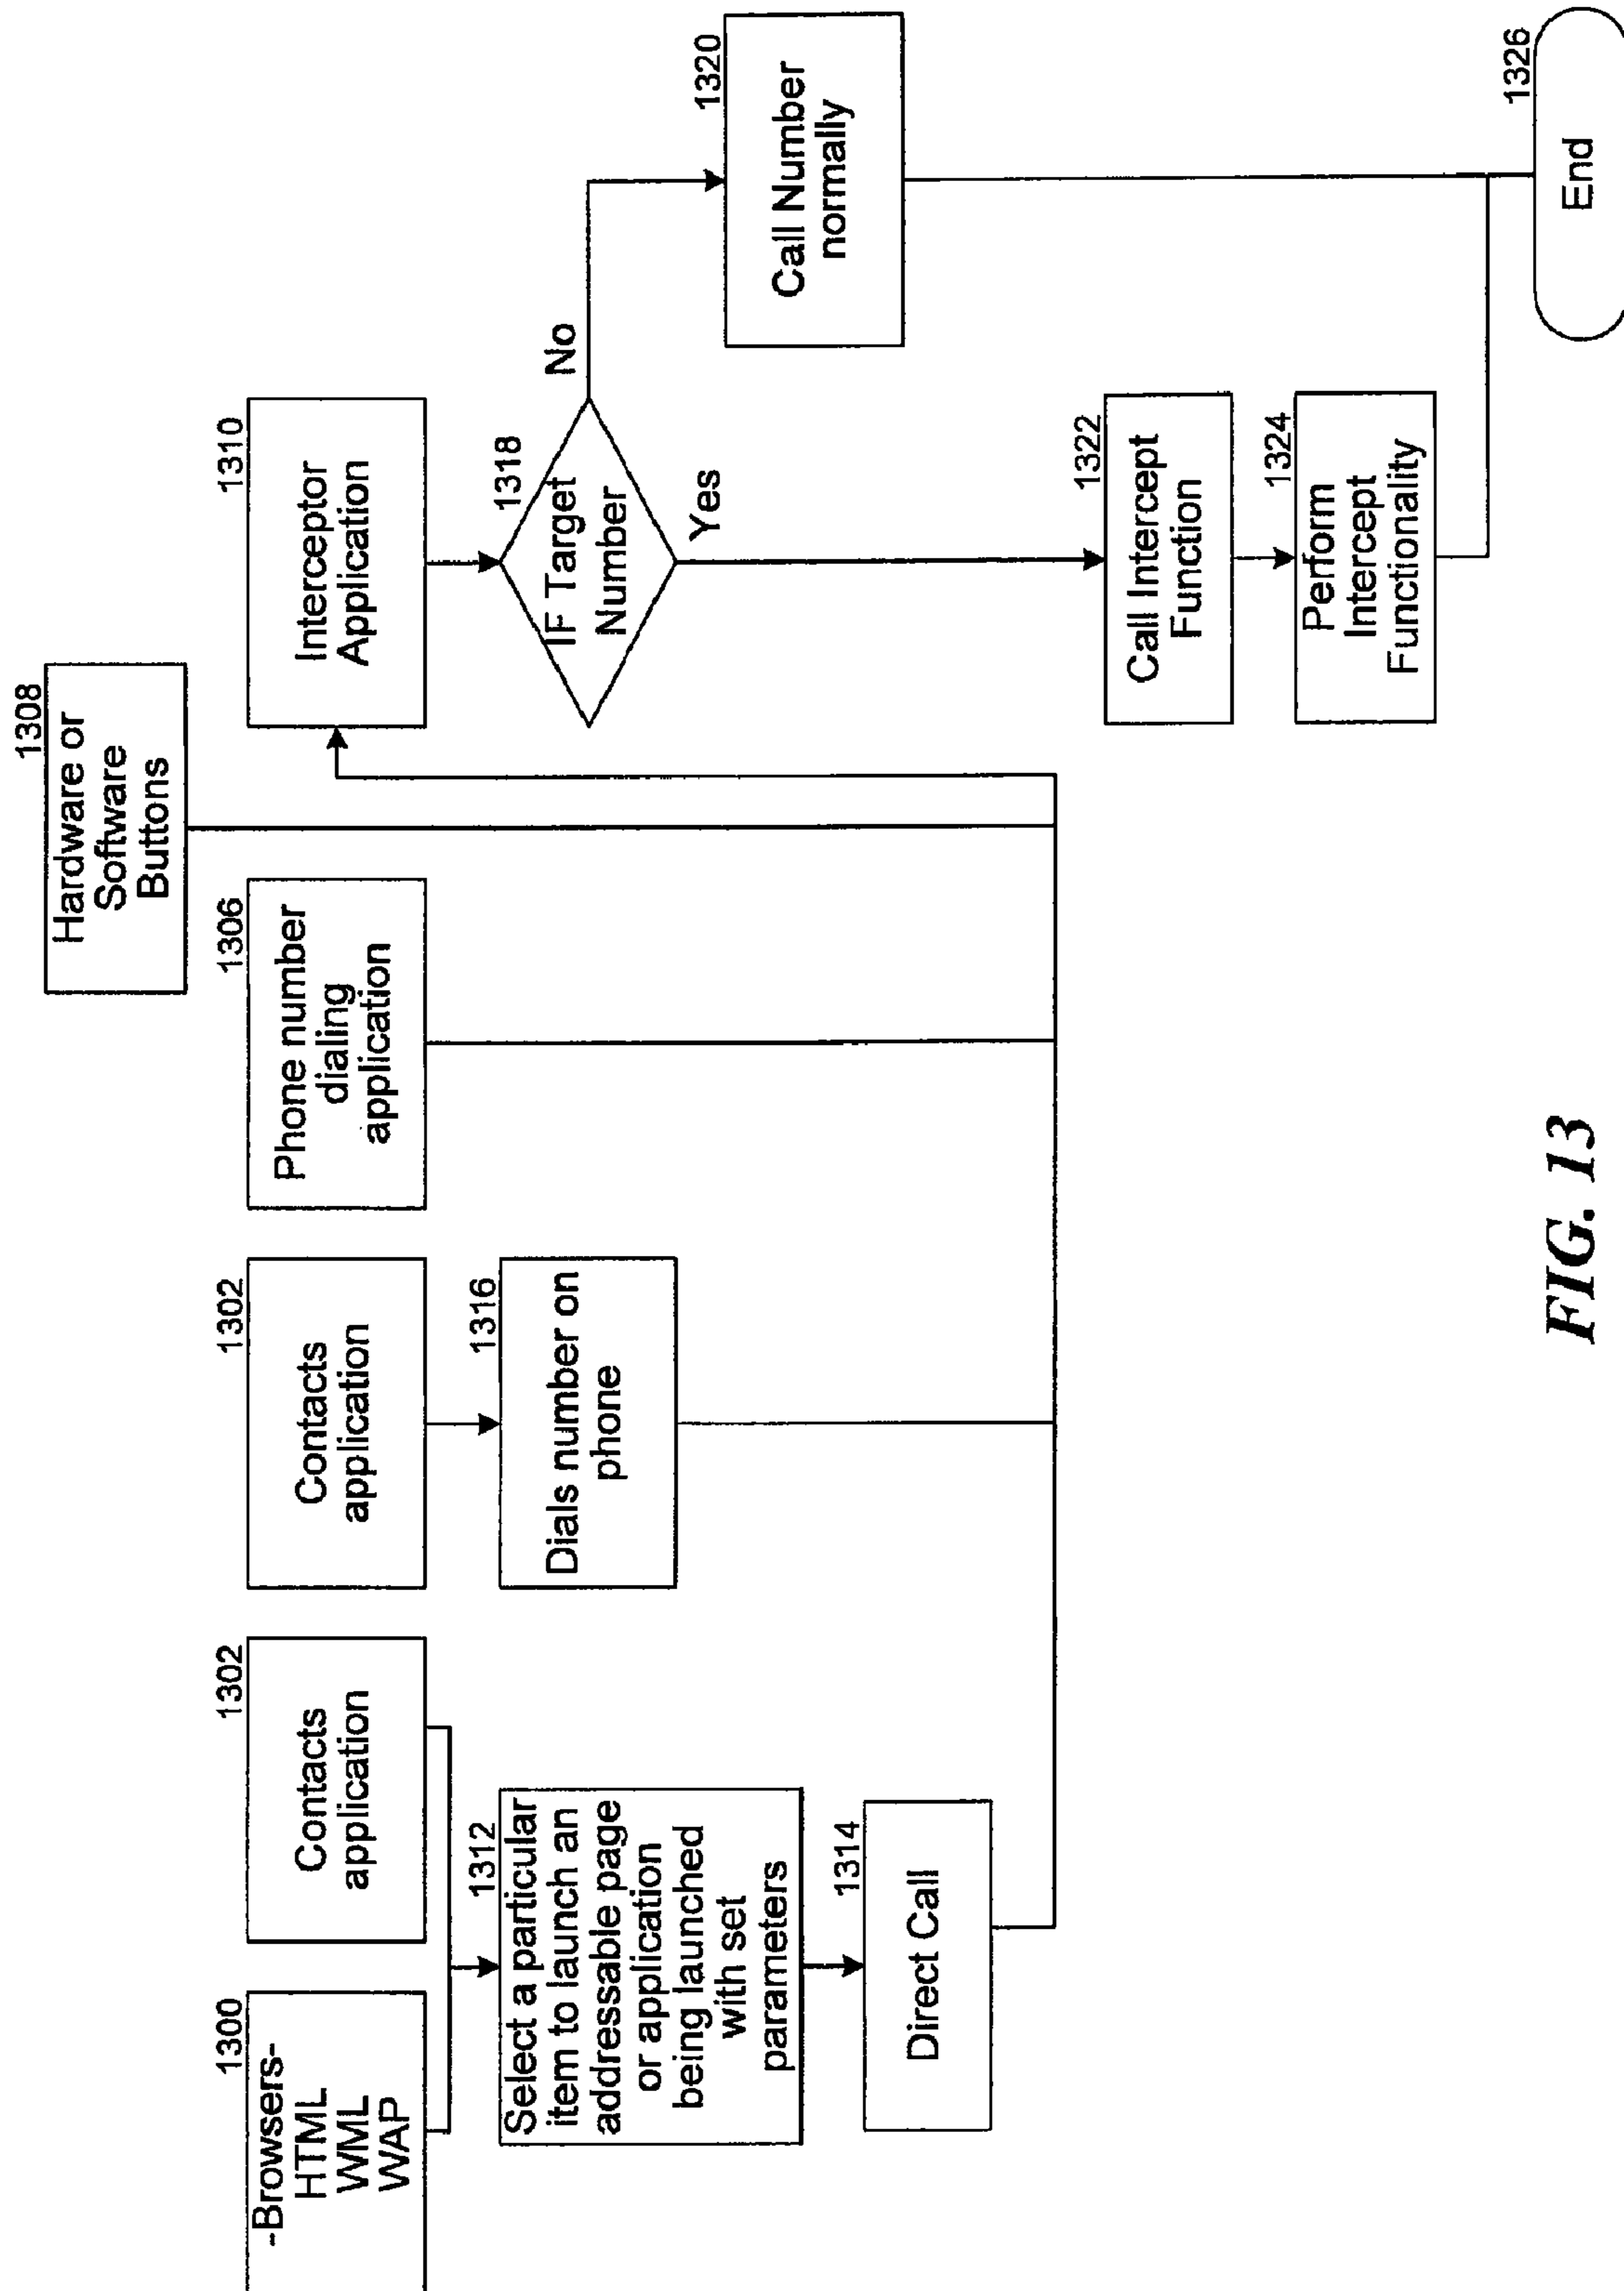 1300
-Browsers-
HTML
WML
WAP
1302
Contacts
application
1302
Contacts
application
1306
Phone number
dialing
application
1308
Hardware or
Software
Buttons
1310
Interceptor
Application
1312
Select a particular
item to launch an
addressable page
or application
being launched
with set
parameters
1314
Direct Call
1316
Dials number on
phone
1318
IF Target
Number
No
Yes
1320
Call Number
normally
1322
Call Intercept
Function
1324
Perform
Intercept
Functionality
1326
End
FIG. 13